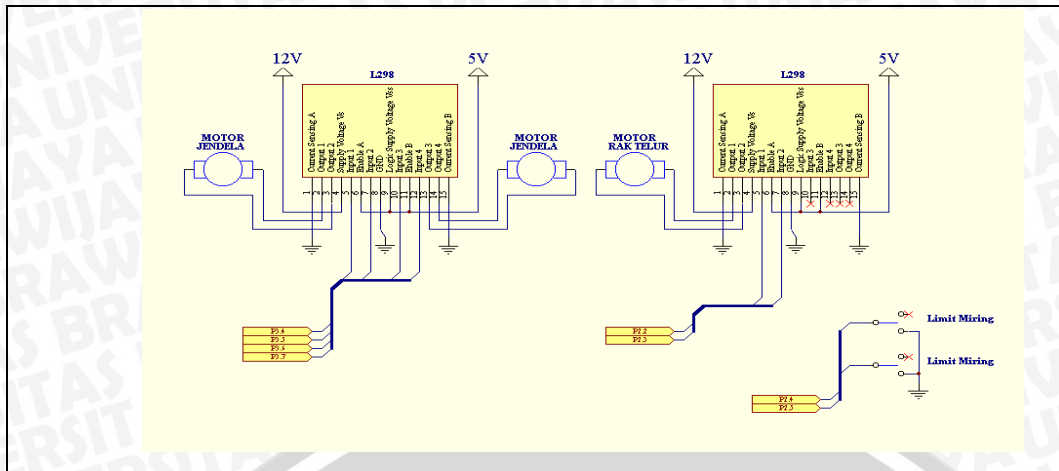 12V
5V
L298
MOTOR
JENDELA
MOTOR
JENDELA
Current Sensing A
Output 1
Output 2
Supply Voltage Vs
Input 1
Enable A
Input 2
GND
Logic Supply Voltage Vss
Input 3
Enable B
Input 4
Output 3
Output 4
Current Sensing B
1
2
3
4
5
6
7
8
9
10
11
12
13
14
15
P3.5
P3.7
12V
5V
L298
MOTOR
RAK TELUR
Current Sensing A
Output 1
Output 2
Supply Voltage Vs
Input 1
Enable A
Input 2
GND
Logic Supply Voltage Vss
Input 3
Enable B
Input 4
Output 3
Output 4
Current Sensing B
1
2
3
4
5
6
7
8
9
10
11
12
13
14
15
P2.2
P2.3
Limit Miring
Limit Miring
P2.4
P2.5